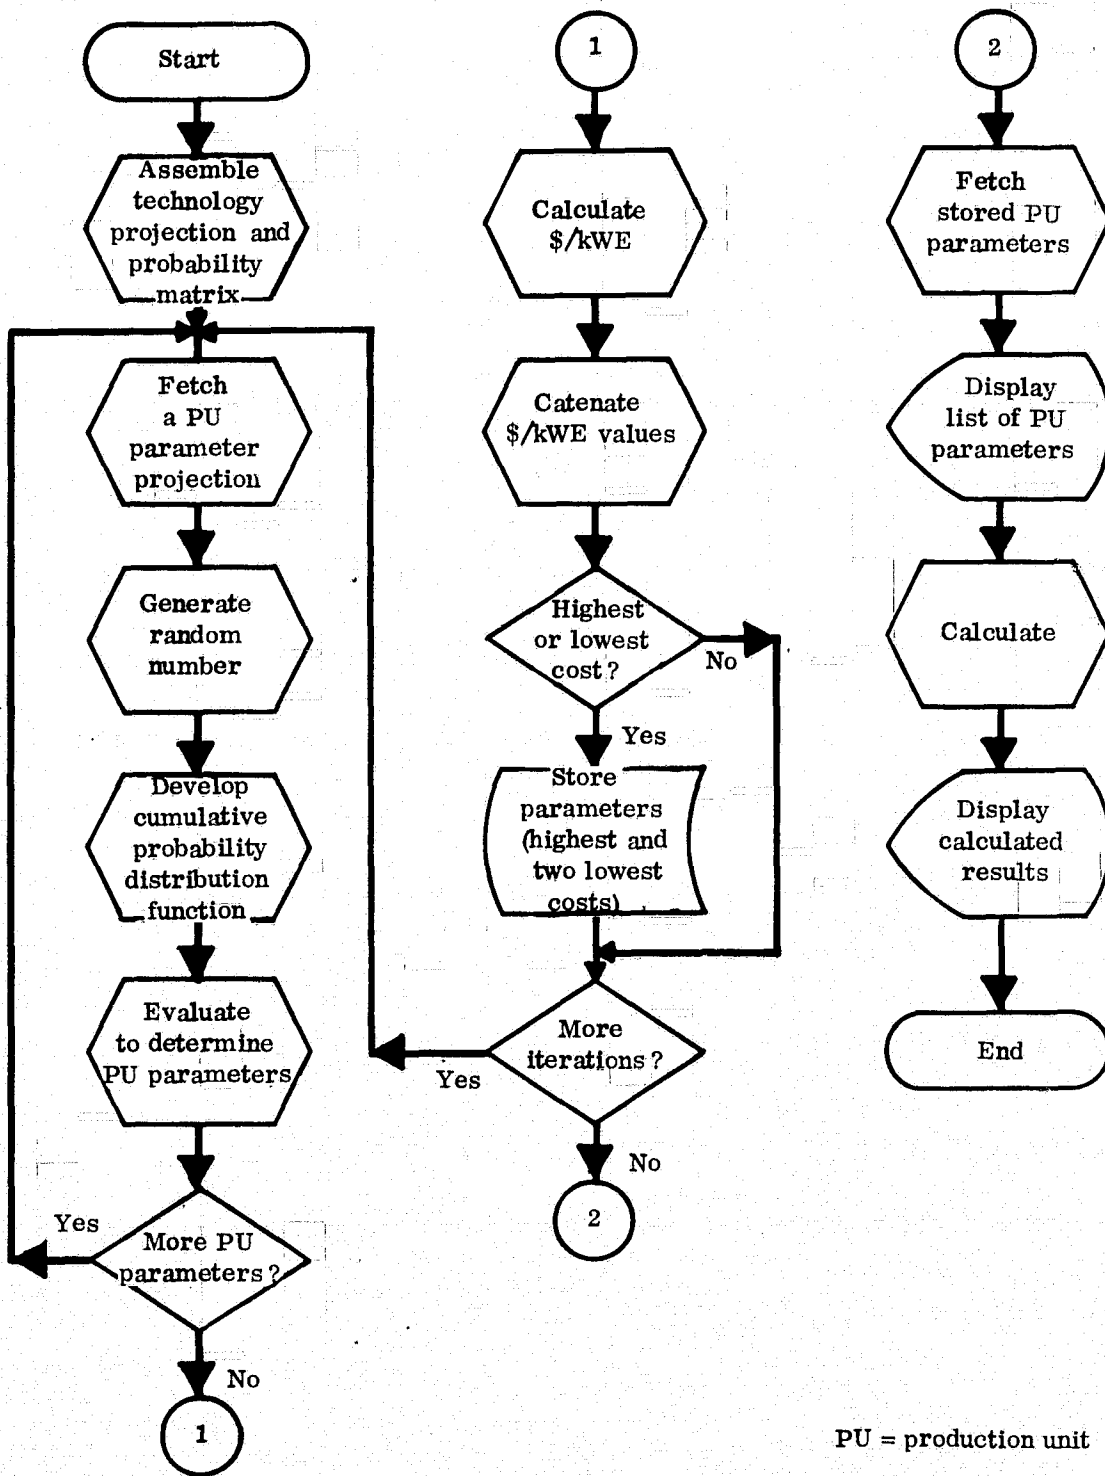 Start
Assemble
technology
projection and
probability
matrix
Fetch
a PU
parameter
projection
Generate
random
number
Develop
cumulative
probability
distribution
function
Evaluate
to determine
PU parameters
Yes
More PU
parameters?
No
1
1
Calculate
$/kWE
Catenate
$/kWE values
Highest
or lowest
cost?
No
Yes
Store
parameters
(highest and
two lowest
costs)
More
iterations?
Yes
No
2
2
Fetch
stored PU
parameters
Display
list of PU
parameters
Calculate
Display
calculated
results
End
PU = production unit